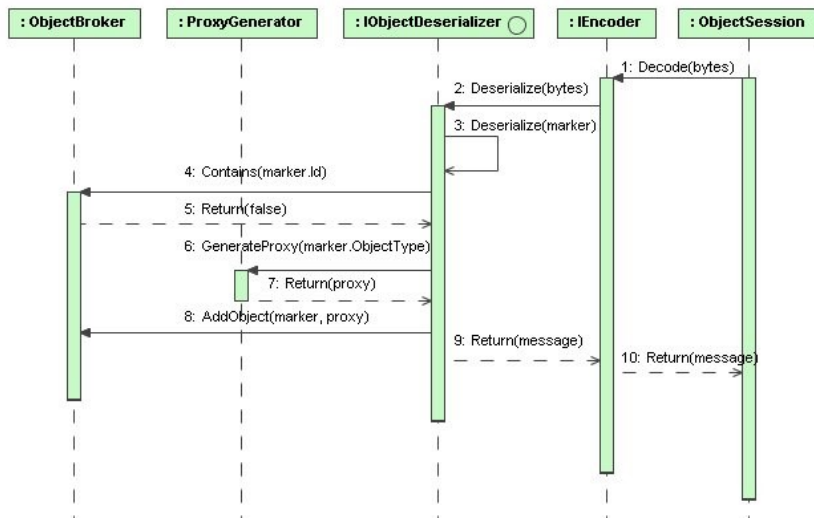 : ObjectBroker
: ProxyGenerator
: IObjectDeserializer
: IEncoder
: ObjectSession
1: Decode(bytes)
2: Deserialize(bytes)
3: Deserialize(marker)
4: Contains(marker.Id)
5: Return(false)
6: GenerateProxy(marker.ObjectType)
7: Return(proxy)
8: AddObject(marker, proxy)
9: Return(message)
10: Return(message)